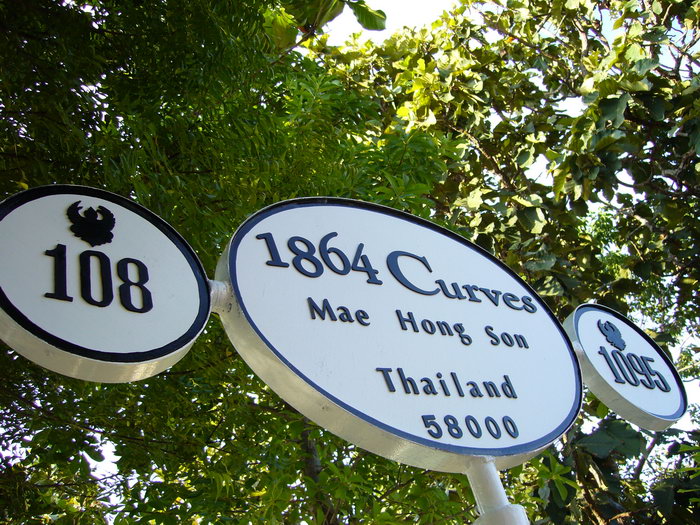 108
1864 Curves
Mae Hong Son
Thailand
58000
1095